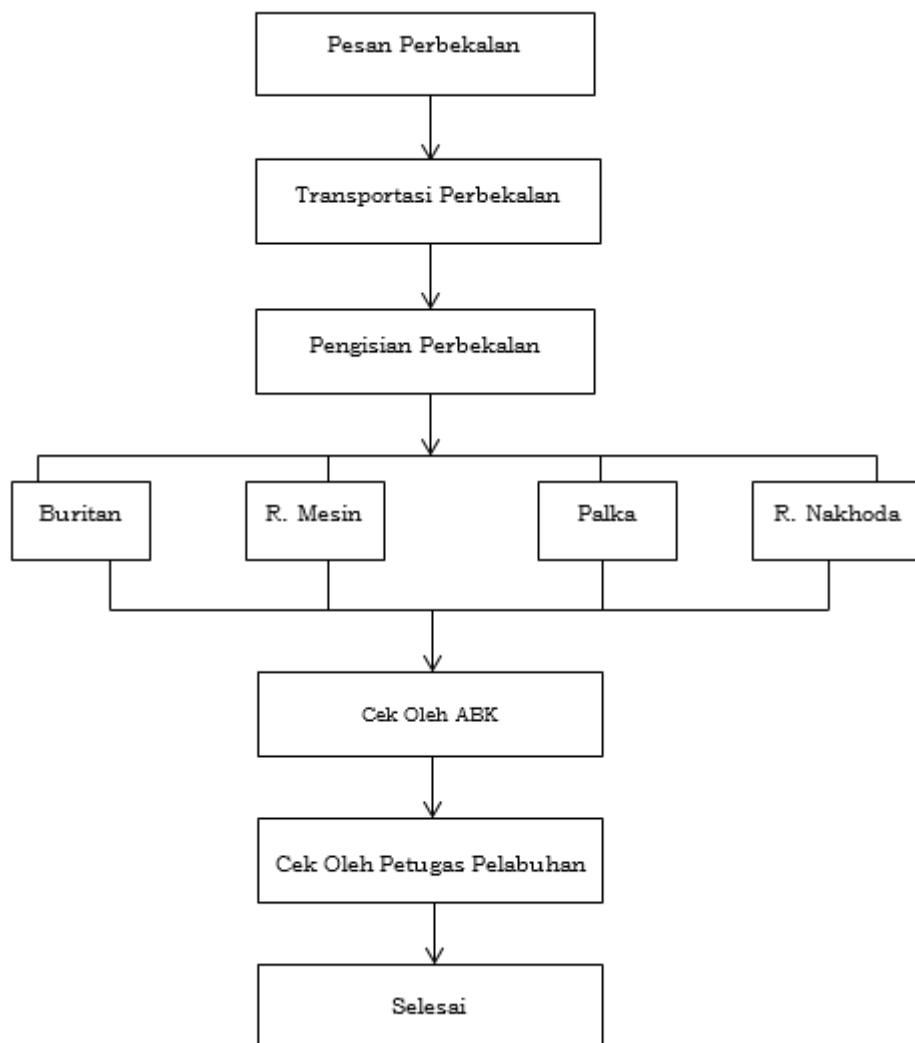 Pesan Perbekalan
Transportasi Perbekalan
Pengisian Perbekalan
Buritan
R. Mesin
Palka
R. Nakhoda
Cek Oleh ABK
Cek Oleh Petugas Pelabuhan
Selesai